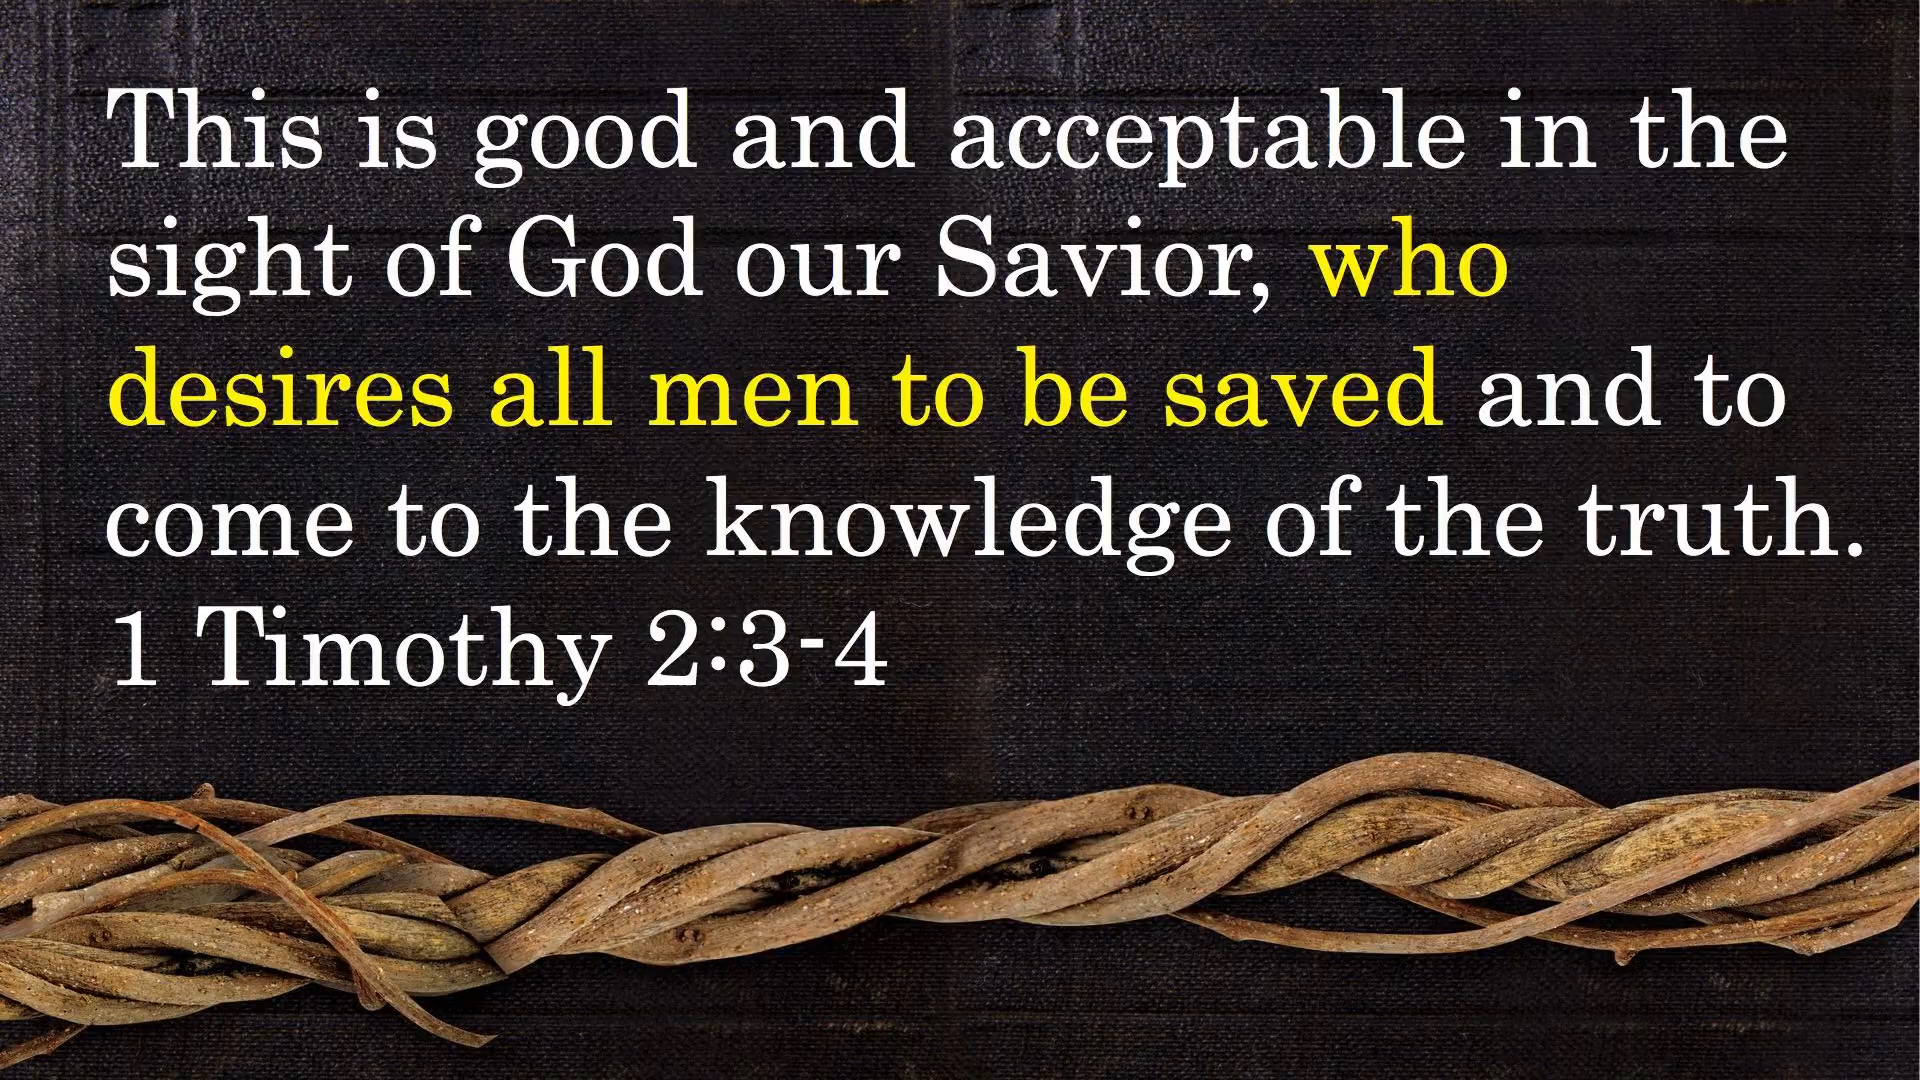 This is good and acceptable in the
sight of God our Savior, who
desires all men to be saved and to
come to the knowledge of the truth.
1 Timothy 2:3-4